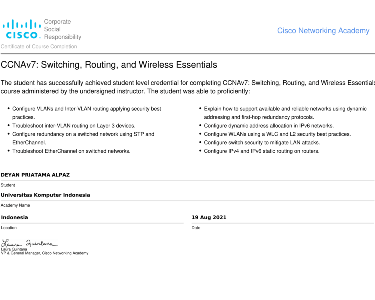 Corporate
Social
Responsibility
CISCO
Cisco Networking Academy
Certificate of Course Completion
CCNAv7: Switching, Routing, and Wireless Essentials
The student has successfully achieved student level credential for completing CCNAv7: Switching, Routing, and Wireless Essentials
course administered by the undersigned instructor. The student was able to proficiently:
• Configure VLANs and Inter-VLAN routing applying security best
practices.
• Troubleshoot inter-VLAN routing on Layer 3 devices.
• Configure redundancy on a switched network using STP and
EtherChannel.
• Troubleshoot EtherChannel on switched networks.
• Explain how to support available and reliable networks using dynamic
addressing and first-hop redundancy protocols.
• Configure dynamic address allocation in IPv6 networks.
• Configure WLANs using a WLC and L2 security best practices.
• Configure switch security to mitigate LAN attacks.
• Configure IPv4 and IPv6 static routing on routers.
DEYAN PRAMUDTA ALPAZ
Student
Universitas Komputer Indonesia
Academy Name
Indonesia
19 Aug 2021
Location
Date
Laura Quintana
Laura Quintana
VP & General Manager, Cisco Networking Academy